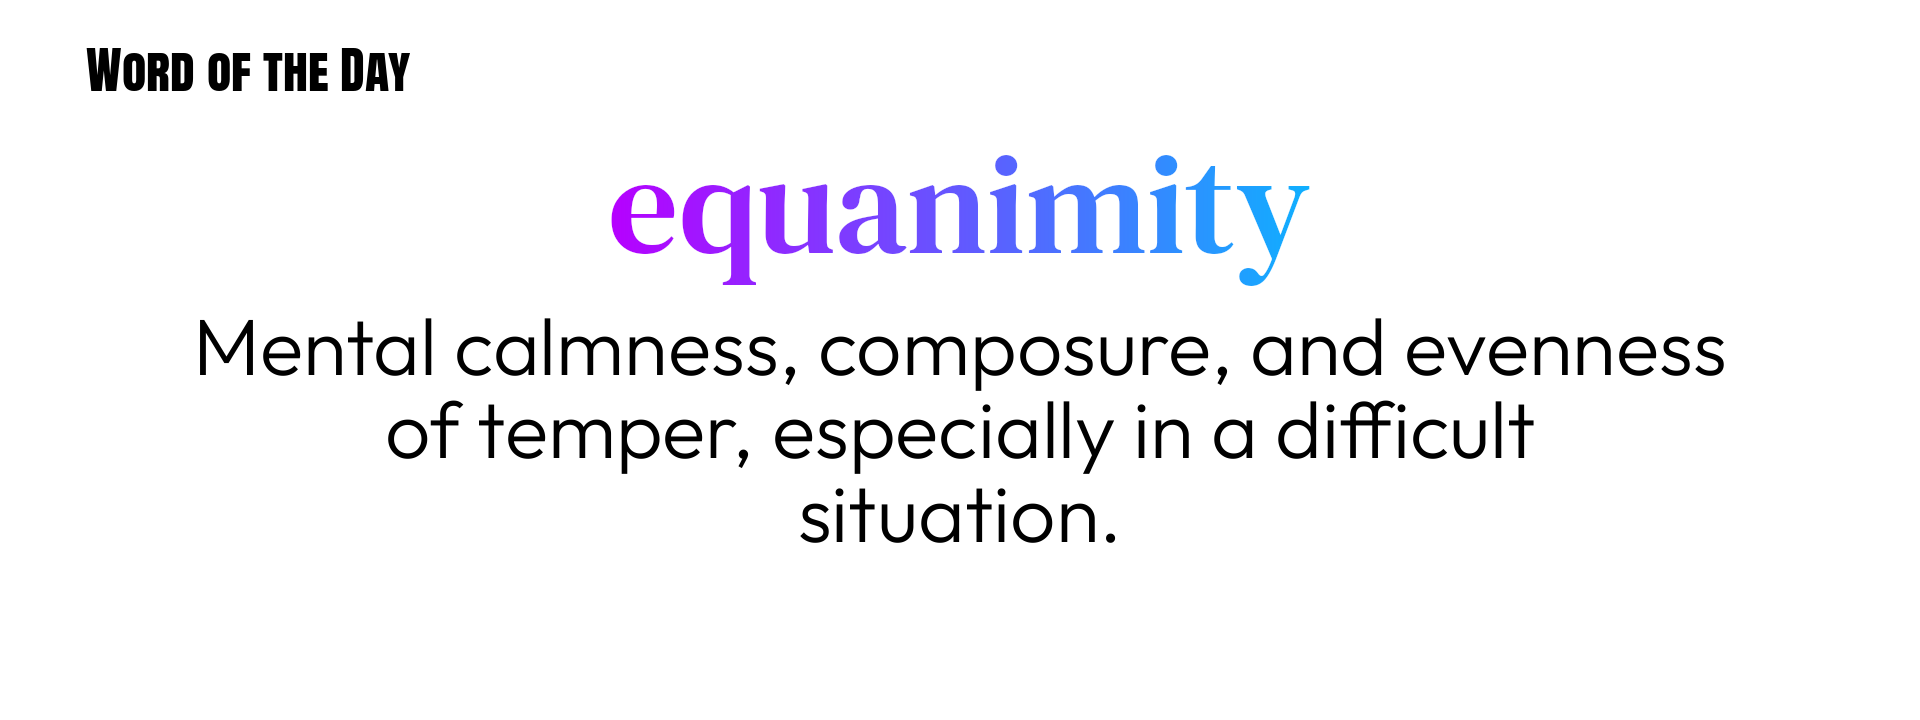 Word of the Day
equanimity
Mental calmness, composure, and evenness
of temper, especially in a difficult
situation.